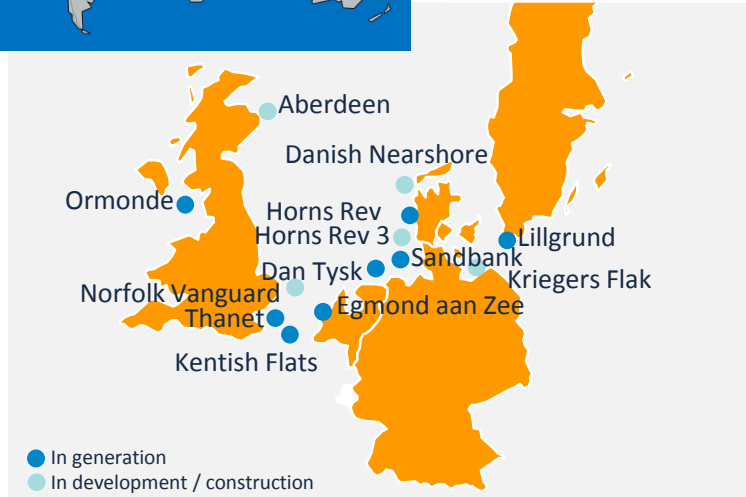 Aberdeen
Danish Nearshore
Ormonde
Horns Rev
Horns Rev 3
Lillgrund
Sandbank
Dan Tysk
Kriegers Flak
Norfolk Vanguard
Egmond aan Zee
Thanet
Kentish Flats
In generation
In development / construction